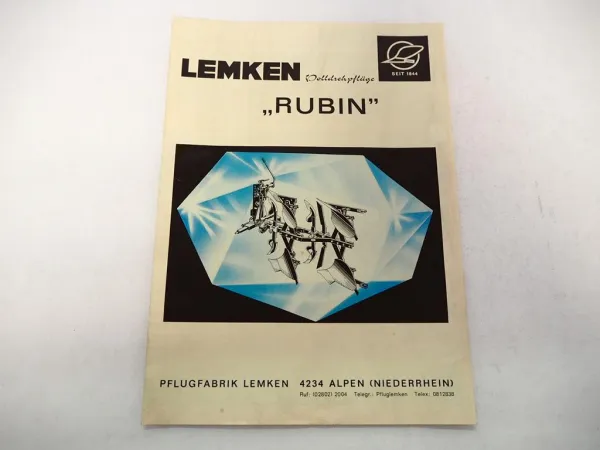 LEMKEN Volldrehpflüge
SEIT 1844
„RUBIN”
PFLUGFABRIK LEMKEN 4234 ALPEN (NIEDERRHEIN)
Ruf: (02802) 2004 Telegr.: Pfluglemken Telex: 0812838